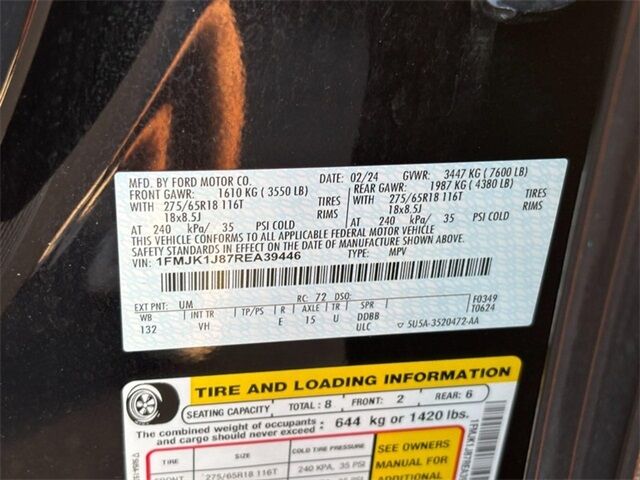 MFD. BY FORD MOTOR CO. DATE: 02/24 GVWR: 3447 KG ( 7600 LB)
FRONT GAWR: 1610 KG ( 3550 LB) REAR GAWR: 1987 KG ( 4380 LB)
WITH 275/65R18 116T TIRES WITH 275/65R18 116T TIRES
18x8.5J RIMS 18x8.5J RIMS
AT 240 kPa/ 35 PSI COLD AT 240 kPa/ 35 PSI COLD
THIS VEHICLE CONFORMS TO ALL APPLICABLE FEDERAL MOTOR VEHICLE
SAFETY STANDARDS IN EFFECT ON THE DATE OF MANUFACTURE SHOWN ABOVE.
VIN: 1FMJK1J87REA39446 TYPE: MPV
EXT PNT: UM RC: 72 DSO: F0349
WB INT TR TP/PS R AXLE TR SPR T0624
132 VH E 15 U DDBB
ULC 5U5A-3520472-AA
TIRE AND LOADING INFORMATION
SEATING CAPACITY TOTAL: 8 FRONT: 2 REAR: 6
The combined weight of occupants and cargo should never exceed: 644 kg or 1420 lbs.
TIRE SIZE COLD TIRE PRESSURE SEE OWNERS
FRONT 275/65R18 116T 240 KPA, 35 PSI MANUAL FOR
ADDITIONAL